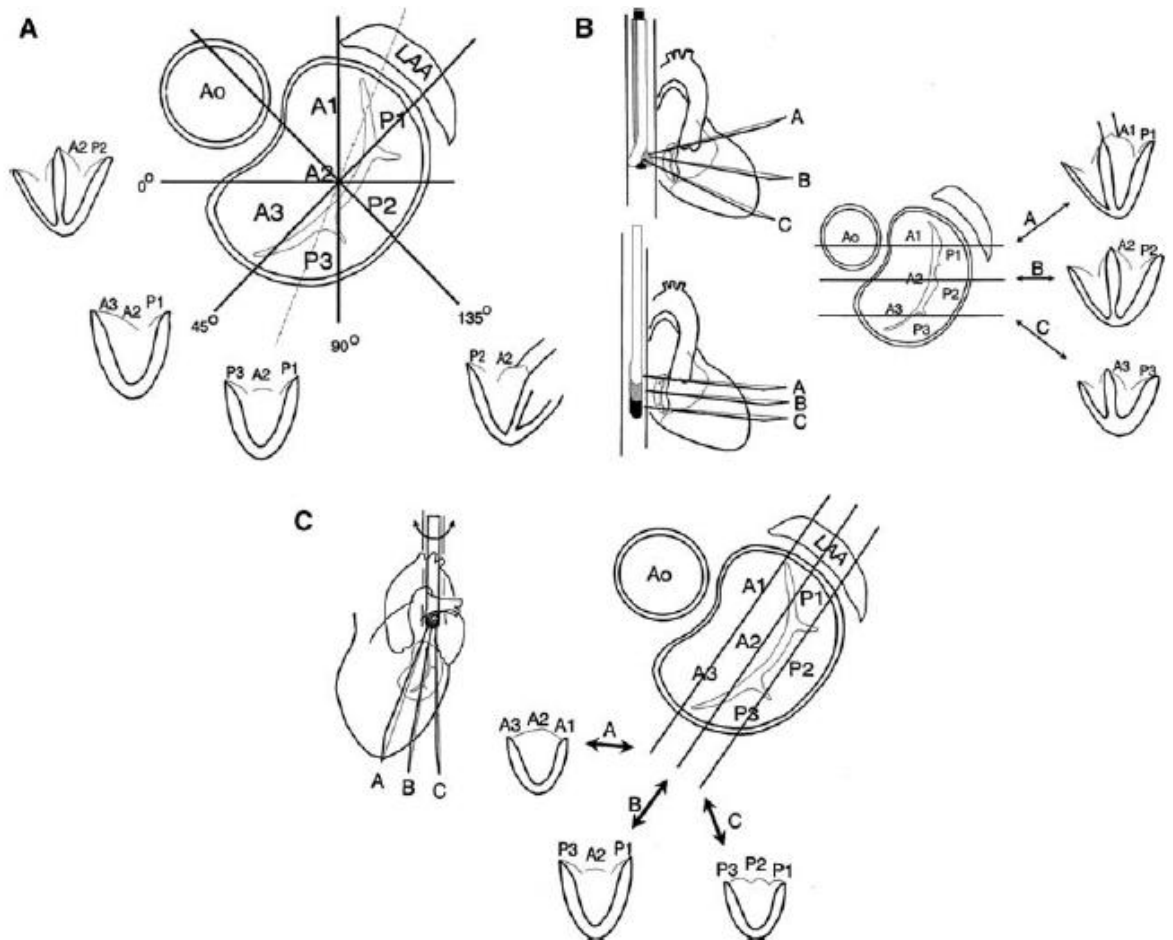 A
Ao
LAA
A1
P1
A2
A3
P2
P3
0°
45°
90°
135°
A2 P2
A3 A2 P1
P3 A2 P1
P2 A2
B
A
B
C
A
B
C
Ao
A1
P1
A2
P2
A3
P3
A
B
C
A1 P1
A2 P2
A3 P3
C
A B C
Ao
LAA
A1
P1
A2
A3
P2
P3
A3 A2 A1
A
B
C
P3 A2 P1
P3 P2 P1